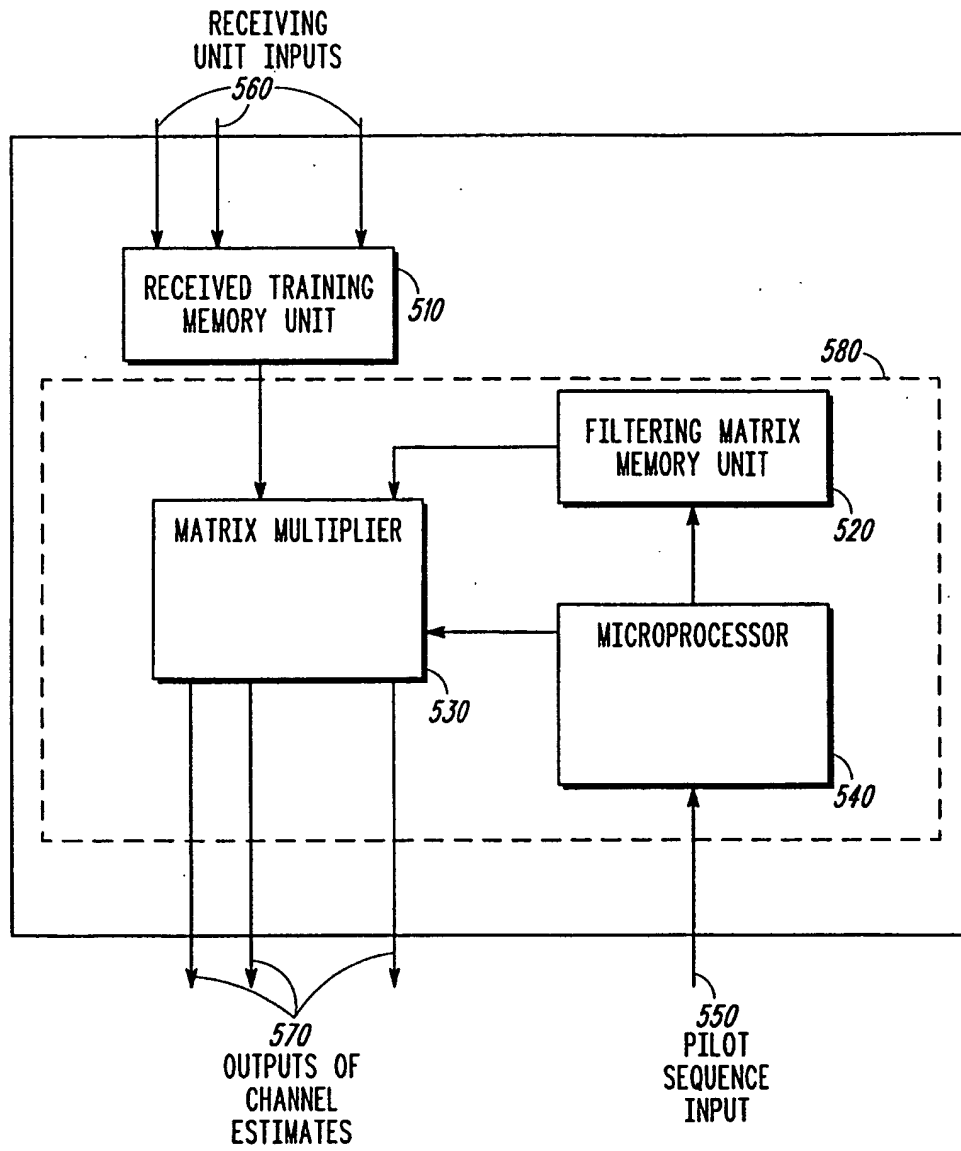 RECEIVING
UNIT INPUTS
560
RECEIVED TRAINING
MEMORY UNIT
510
580
FILTERING MATRIX
MEMORY UNIT
520
MATRIX MULTIPLIER
530
MICROPROCESSOR
540
570
OUTPUTS OF
CHANNEL
ESTIMATES
550
PILOT
SEQUENCE
INPUT